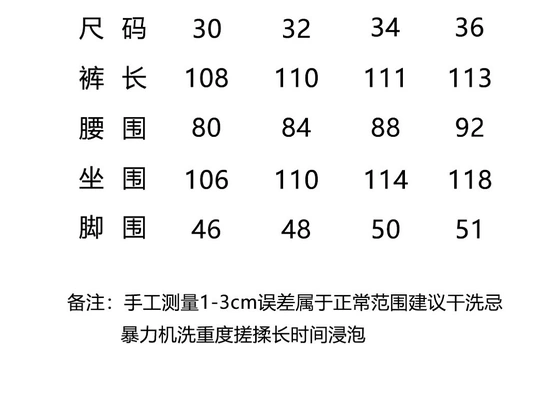 尺码 30 32 34 36
裤长 108 110 111 113
腰围 80 84 88 92
坐围 106 110 114 118
脚围 46 48 50 51
备注：手工测量1-3cm误差属于正常范围建议干洗忌
暴力机洗重度搓揉长时间浸泡